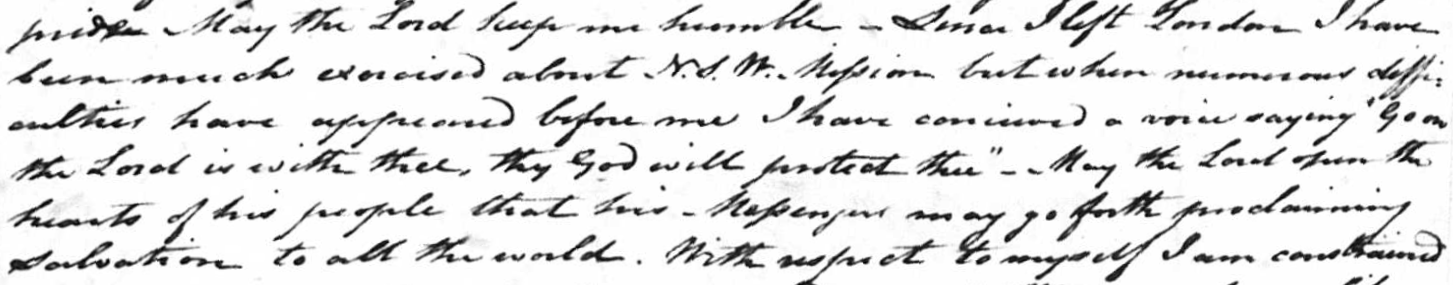 pride May the Lord keep me humble – Since I left London I have
been much exercised about N.S.W. Mission but when numerous diffi-
culties have appeared before me I have conceived a voice saying "Go on
the Lord is with thee, thy God will protect thee" – May the Lord open the
hearts of his people that his Messengers may go forth proclaiming
salvation to all the world. With respect to myself I am constrained